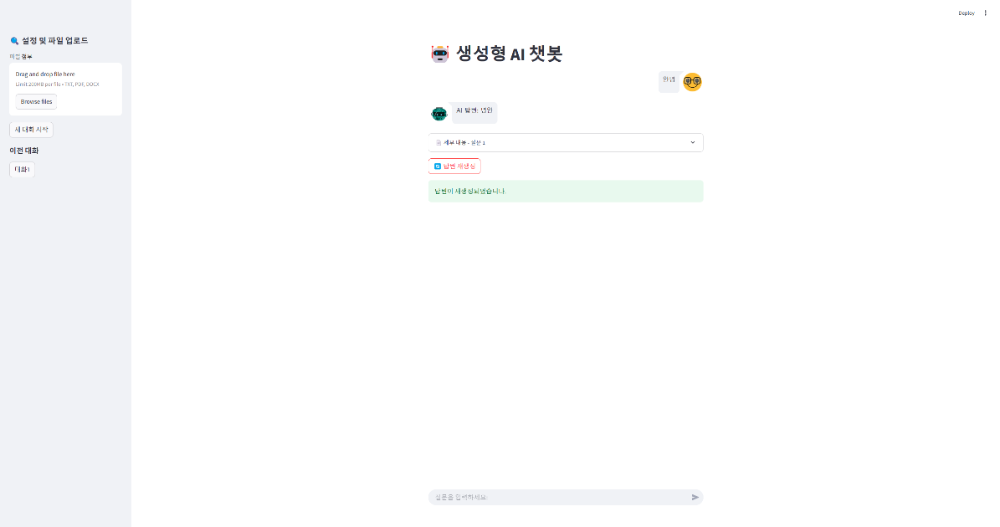 Deploy
설정 및 파일 업로드
파일 첨부
Drag and drop file here
Limit 200MB per file • TXT, PDF, DOCX
Browse files
새 대화 시작
이전 대화
대화1
생성형 AI 챗봇
안녕
AI 답변: 녕안
세부 내용 - 질문 1
답변 재생성
답변이 재생성되었습니다.
질문을 입력하세요: